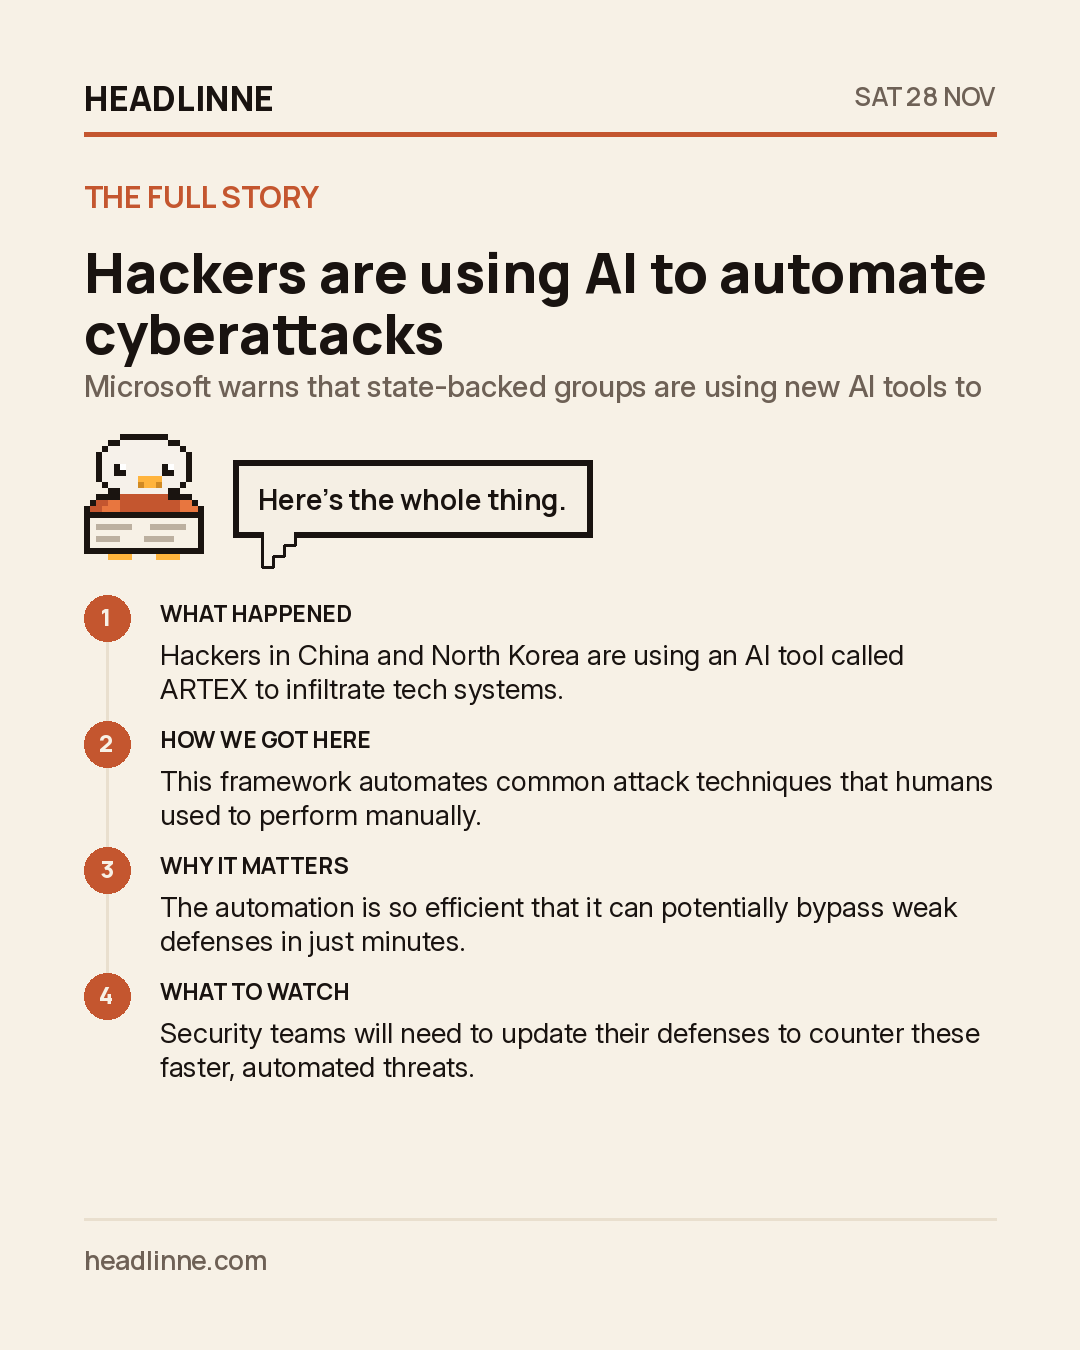 HEADLINNE
SAT 28 NOV
THE FULL STORY
Hackers are using AI to automate
cyberattacks
Microsoft warns that state-backed groups are using new AI tools to
Here’s the whole thing.
1
WHAT HAPPENED
Hackers in China and North Korea are using an AI tool called
ARTEX to infiltrate tech systems.
2
HOW WE GOT HERE
This framework automates common attack techniques that humans
used to perform manually.
3
WHY IT MATTERS
The automation is so efficient that it can potentially bypass weak
defenses in just minutes.
4
WHAT TO WATCH
Security teams will need to update their defenses to counter these
faster, automated threats.
headlinne.com